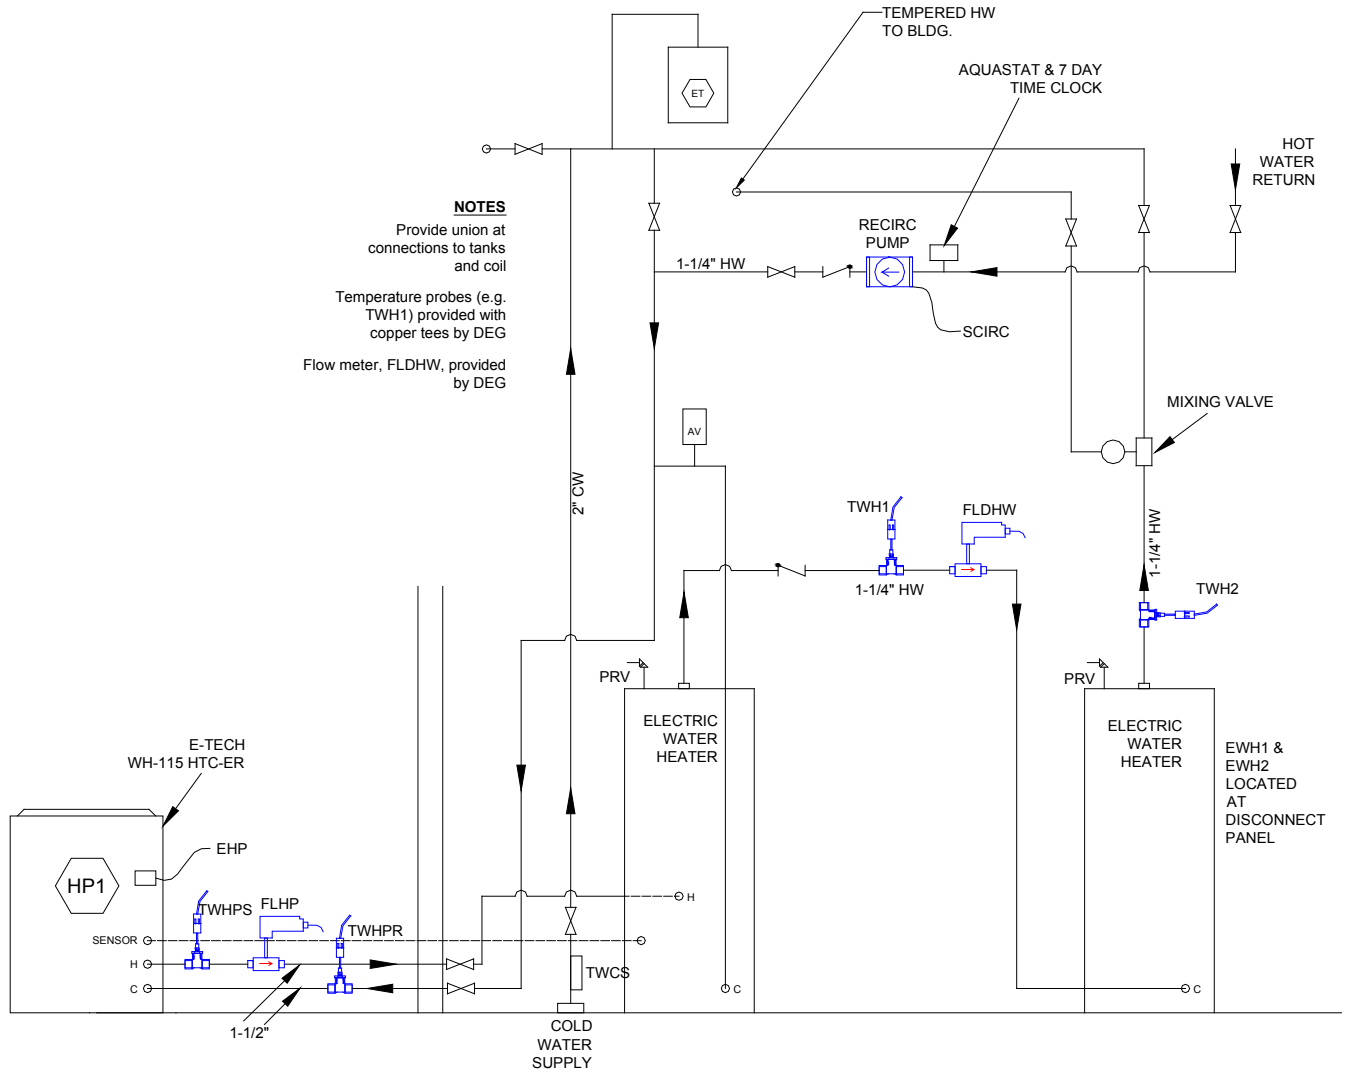 TEMPERED HW
TO BLDG.
ET
AQUASTAT & 7 DAY
TIME CLOCK
HOT
WATER
RETURN
NOTES
Provide union at
connections to tanks
and coil
Temperature probes (e.g.
TWH1) provided with
copper tees by DEG
Flow meter, FLDHW, provided
by DEG
RECIRC
PUMP
1-1/4" HW
SCIRC
MIXING VALVE
AV
2" CW
TWH1
FLDHW
1-1/4" HW
1-1/4" HW
TWH2
PRV
PRV
ELECTRIC
WATER
HEATER
ELECTRIC
WATER
HEATER
EWH1 &
EWH2
LOCATED
AT
DISCONNECT
PANEL
E-TECH
WH-115 HTC-ER
EHP
HP1
TWHPS
FLHP
TWHPR
H
SENSOR
H
C
TWCS
C
C
1-1/2"
COLD
WATER
SUPPLY